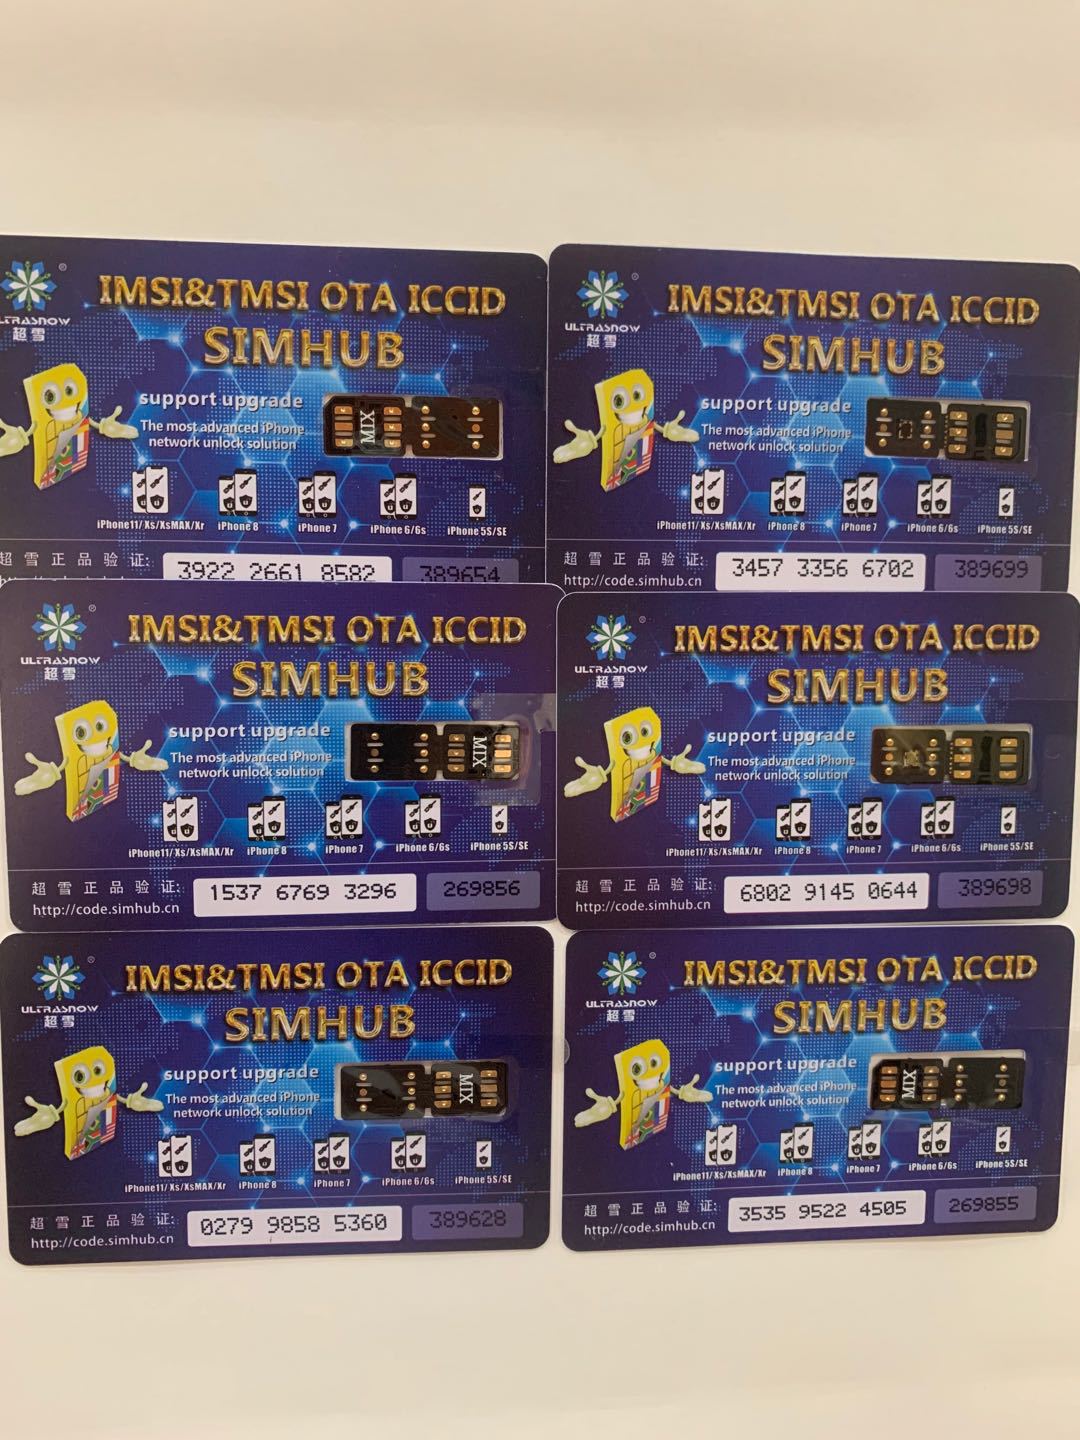 ULTRASNOW
超雪
IMSI&TMSI OTA ICCID
SIMHUB
support upgrade
The most advanced iPhone
network unlock solution
MIX
iPhone11/Xs/XsMAX/Xr iPhone 8 iPhone 7 iPhone 6/6s iPhone 5S/SE
超雪正品验证: 3922 2661 8582 389654
ULTRASNOW
超雪
IMSI&TMSI OTA ICCID
SIMHUB
support upgrade
The most advanced iPhone
network unlock solution
iPhone11/Xs/XsMAX/Xr iPhone 8 iPhone 7 iPhone 6/6s iPhone 5S/SE
超雪正品验证: 3457 3356 6702 389699
http://code.simhub.cn
ULTRASNOW
超雪
IMSI&TMSI OTA ICCID
SIMHUB
support upgrade
The most advanced iPhone
network unlock solution
MIX
iPhone11/Xs/XsMAX/Xr iPhone 8 iPhone 7 iPhone 6/6s iPhone 5S/SE
超雪正品验证: 1537 6769 3296 269856
http://code.simhub.cn
ULTRASNOW
超雪
IMSI&TMSI OTA ICCID
SIMHUB
support upgrade
The most advanced iPhone
network unlock solution
iPhone11/Xs/XsMAX/Xr iPhone 8 iPhone 7 iPhone 6/6s iPhone 5S/SE
超雪正品验证: 6802 9145 0644 389698
http://code.simhub.cn
ULTRASNOW
超雪
IMSI&TMSI OTA ICCID
SIMHUB
support upgrade
The most advanced iPhone
network unlock solution
MIX
iPhone11/Xs/XsMAX/Xr iPhone 8 iPhone 7 iPhone 6/6s iPhone 5S/SE
超雪正品验证: 0279 9858 5360 389628
http://code.simhub.cn
ULTRASNOW
超雪
IMSI&TMSI OTA ICCID
SIMHUB
support upgrade
The most advanced iPhone
network unlock solution
MIX
iPhone11/Xs/XsMAX/Xr iPhone 8 iPhone 7 iPhone 6/6s iPhone 5S/SE
超雪正品验证: 3535 9522 4505 269855
http://code.simhub.cn